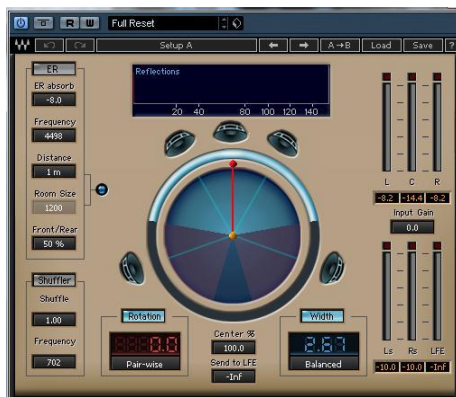 R W Full Reset
Setup A A→B Load Save ?
ER
ER absorb
-8.0
Frequency
4498
Distance
1 m
Room Size
1200
Front/Rear
50 %
Shuffler
Shuffle
1.00
Frequency
702
Reflections
20 40 80 100 120 140
Rotation
0.0
Pair-wise
Center %
100.0
Send to LFE
-Inf
Width
2.67
Balanced
L C R
-8.2 -14.4 -8.2
Input Gain
0.0
Ls Rs LFE
-10.0 -10.0 -Inf